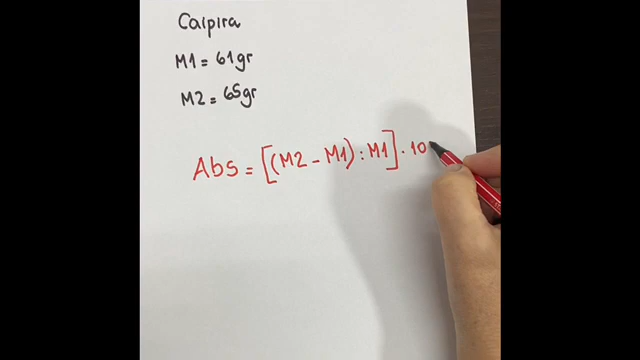 Caipira
M1 = 61gr
M2 = 65gr
Abs = [(M2 - M1) : M1] . 10